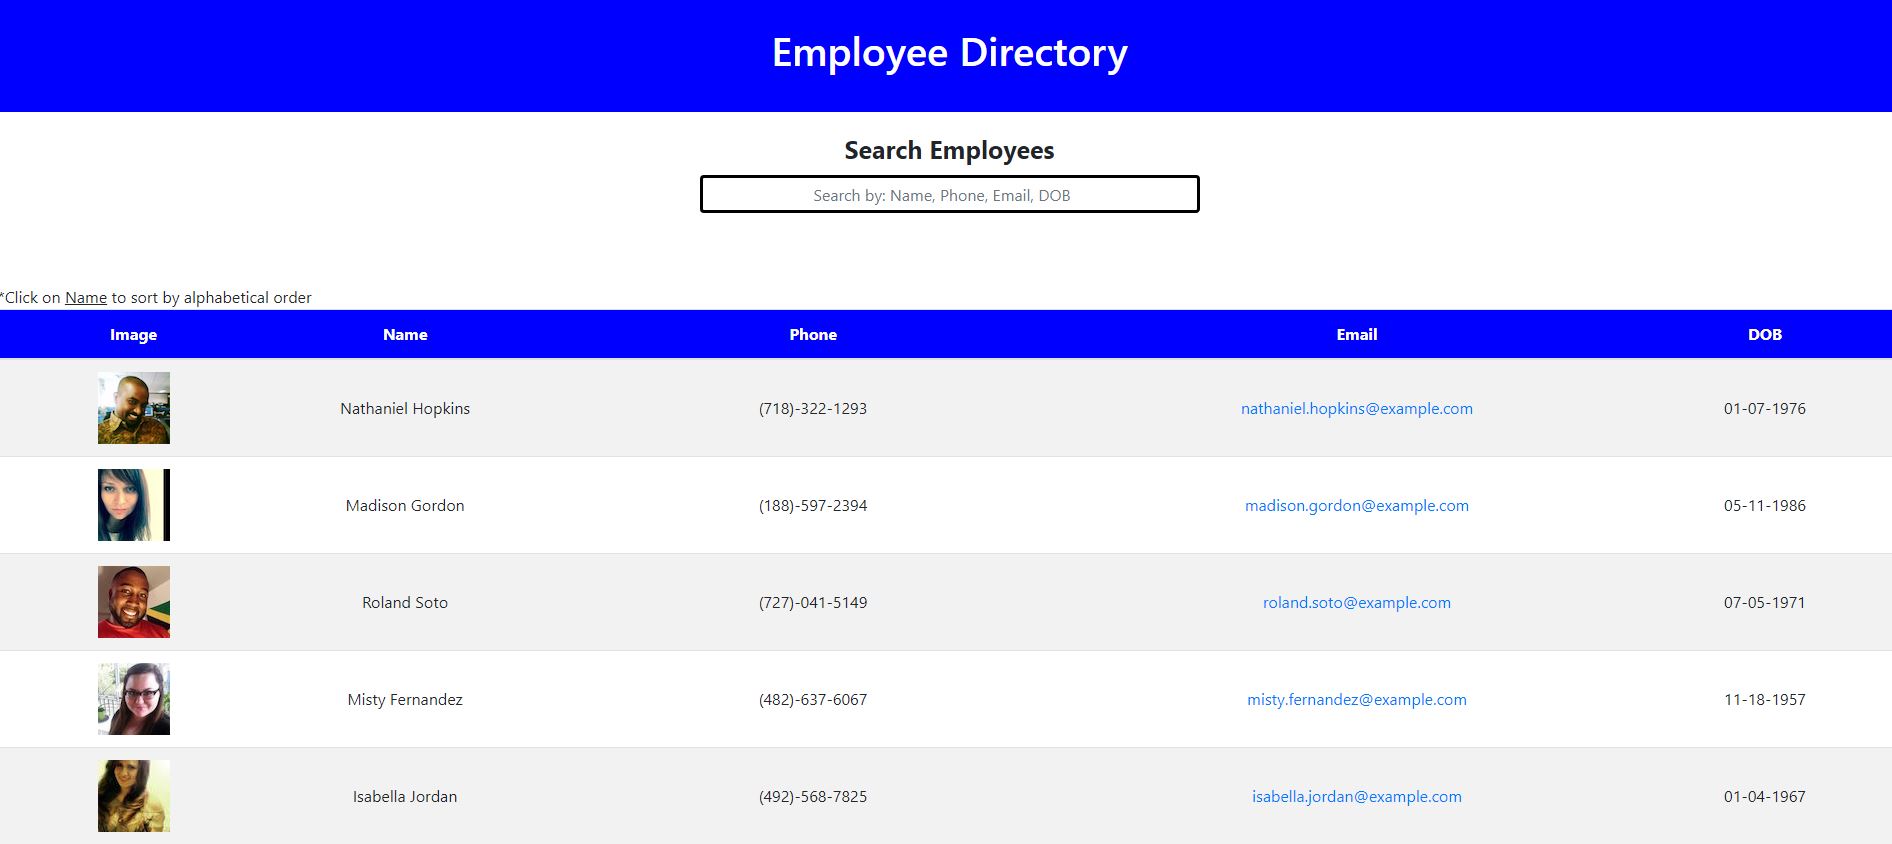 Employee Directory
Search Employees
Search by: Name, Phone, Email, DOB
*Click on Name to sort by alphabetical order
Image Name Phone Email DOB
Nathaniel Hopkins (718)-322-1293 nathaniel.hopkins@example.com 01-07-1976
Madison Gordon (188)-597-2394 madison.gordon@example.com 05-11-1986
Roland Soto (727)-041-5149 roland.soto@example.com 07-05-1971
Misty Fernandez (482)-637-6067 misty.fernandez@example.com 11-18-1957
Isabella Jordan (492)-568-7825 isabella.jordan@example.com 01-04-1967